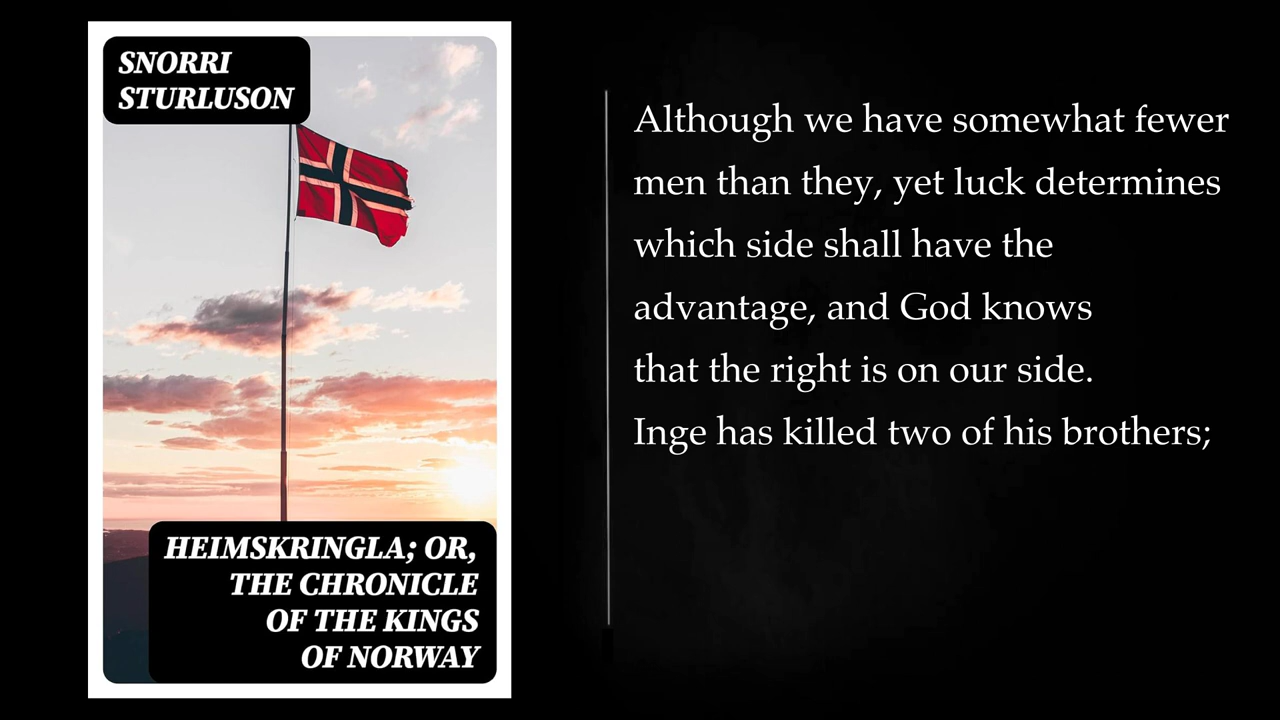 SNORRI
STURLUSON
HEIMSKRINGLA; OR,
THE CHRONICLE
OF THE KINGS
OF NORWAY
Although we have somewhat fewer
men than they, yet luck determines
which side shall have the
advantage, and God knows
that the right is on our side.
Inge has killed two of his brothers;